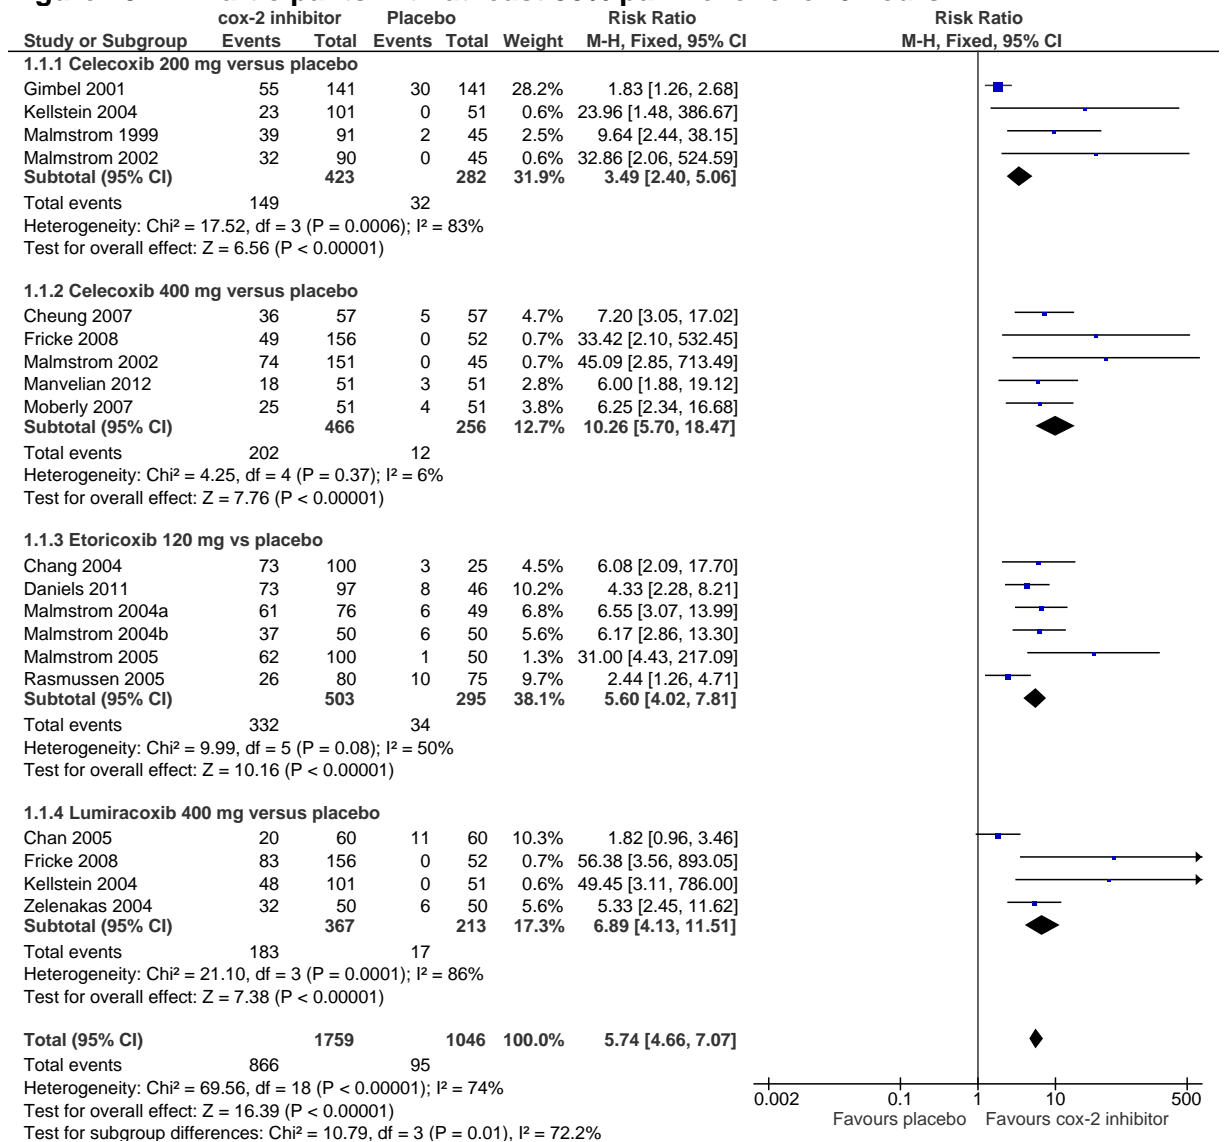 cox-2 inhibitor Placebo Risk Ratio Risk Ratio
Study or Subgroup Events Total Events Total Weight M-H, Fixed, 95% CI M-H, Fixed, 95% CI
1.1.1 Celecoxib 200 mg versus placebo
Gimbel 2001 55 141 30 141 28.2% 1.83 [1.26, 2.68]
Kellstein 2004 23 101 0 51 0.6% 23.96 [1.48, 386.67]
Malmstrom 1999 39 91 2 45 2.5% 9.64 [2.44, 38.15]
Malmstrom 2002 32 90 0 45 0.6% 32.86 [2.06, 524.59]
Subtotal (95% CI) 423 282 31.9% 3.49 [2.40, 5.06]
Total events 149 32
Heterogeneity: Chi² = 17.52, df = 3 (P = 0.0006); I² = 83%
Test for overall effect: Z = 6.56 (P < 0.00001)
1.1.2 Celecoxib 400 mg versus placebo
Cheung 2007 36 57 5 57 4.7% 7.20 [3.05, 17.02]
Fricke 2008 49 156 0 52 0.7% 33.42 [2.10, 532.45]
Malmstrom 2002 74 151 0 45 0.7% 45.09 [2.85, 713.49]
Manvelian 2012 18 51 3 51 2.8% 6.00 [1.88, 19.12]
Moberly 2007 25 51 4 51 3.8% 6.25 [2.34, 16.68]
Subtotal (95% CI) 466 256 12.7% 10.26 [5.70, 18.47]
Total events 202 12
Heterogeneity: Chi² = 4.25, df = 4 (P = 0.37); I² = 6%
Test for overall effect: Z = 7.76 (P < 0.00001)
1.1.3 Etoricoxib 120 mg vs placebo
Chang 2004 73 100 3 25 4.5% 6.08 [2.09, 17.70]
Daniels 2011 73 97 8 46 10.2% 4.33 [2.28, 8.21]
Malmstrom 2004a 61 76 6 49 6.8% 6.55 [3.07, 13.99]
Malmstrom 2004b 37 50 6 50 5.6% 6.17 [2.86, 13.30]
Malmstrom 2005 62 100 1 50 1.3% 31.00 [4.43, 217.09]
Rasmussen 2005 26 80 10 75 9.7% 2.44 [1.26, 4.71]
Subtotal (95% CI) 503 295 38.1% 5.60 [4.02, 7.81]
Total events 332 34
Heterogeneity: Chi² = 9.99, df = 5 (P = 0.08); I² = 50%
Test for overall effect: Z = 10.16 (P < 0.00001)
1.1.4 Lumiracoxib 400 mg versus placebo
Chan 2005 20 60 11 60 10.3% 1.82 [0.96, 3.46]
Fricke 2008 83 156 0 52 0.7% 56.38 [3.56, 893.05]
Kellstein 2004 48 101 0 51 0.6% 49.45 [3.11, 786.00]
Zelenakas 2004 32 50 6 50 5.6% 5.33 [2.45, 11.62]
Subtotal (95% CI) 367 213 17.3% 6.89 [4.13, 11.51]
Total events 183 17
Heterogeneity: Chi² = 21.10, df = 3 (P = 0.0001); I² = 86%
Test for overall effect: Z = 7.38 (P < 0.00001)
Total (95% CI) 1759 1046 100.0% 5.74 [4.66, 7.07]
Total events 866 95
Heterogeneity: Chi² = 69.56, df = 18 (P < 0.00001); I² = 74%
Test for overall effect: Z = 16.39 (P < 0.00001)
Test for subgroup differences: Chi² = 10.79, df = 3 (P = 0.01), I² = 72.2%
0.002 0.1 1 10 500
Favours placebo Favours cox-2 inhibitor